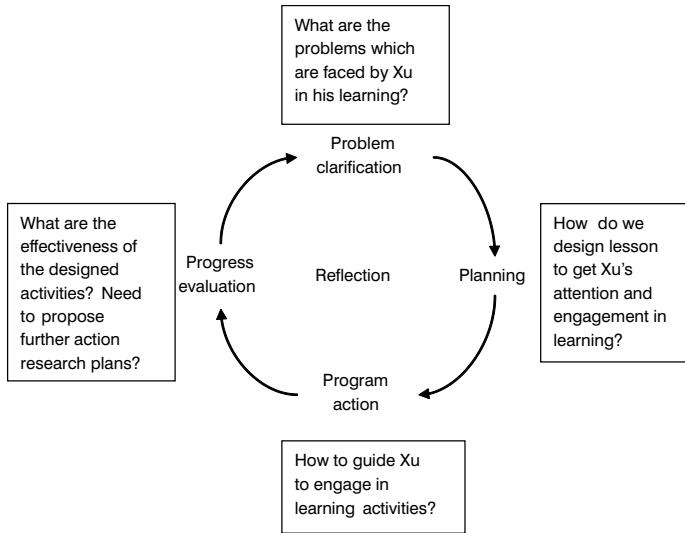 What are the
problems which
are faced by Xu
in his learning?
Problem
clarification
What are the
effectiveness of
the designed
activities? Need
to propose
further action
research plans?
Progress
evaluation
Reflection
Planning
How do we
design lesson
to get Xu's
attention and
engagement in
learning?
Program
action
How to guide Xu
to engage in
learning activities?